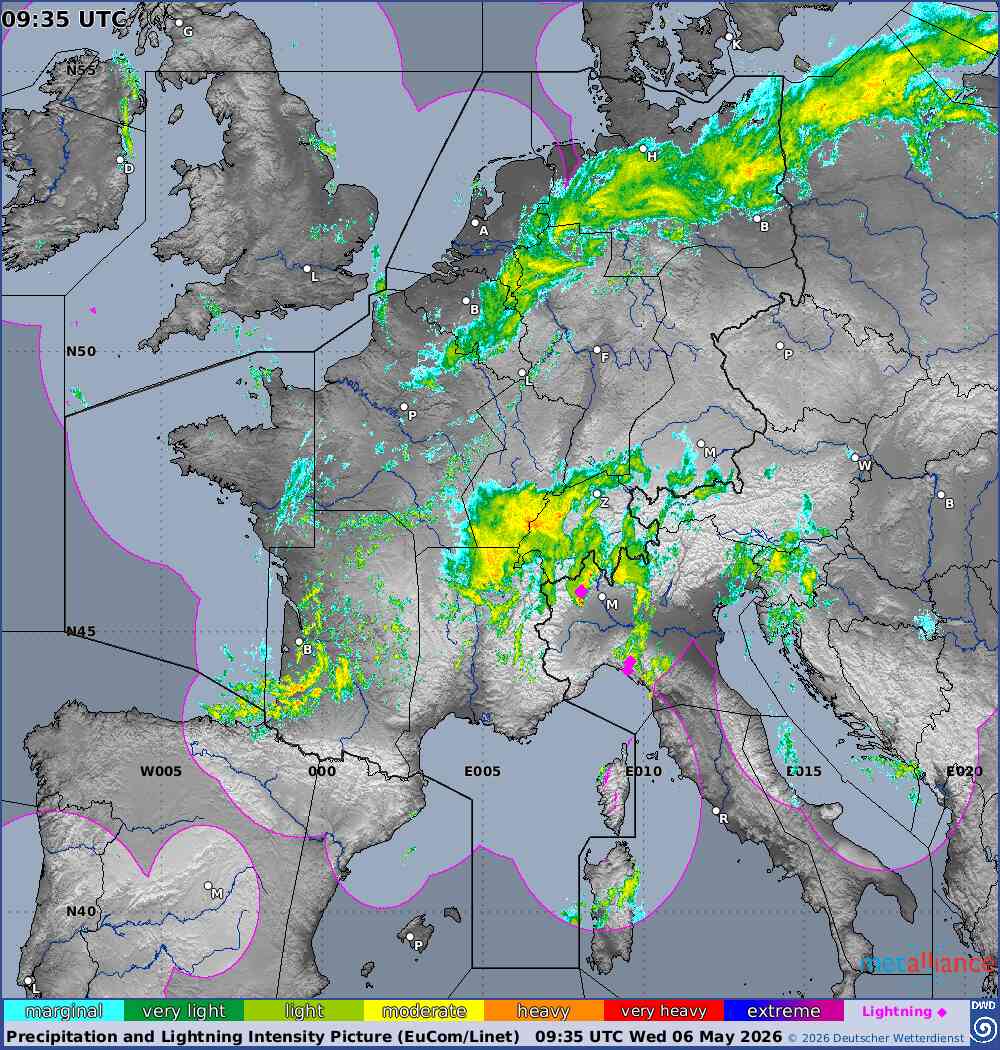 09:35 UTC
G
K
N55
D
H
A
B
L
B
N50
F
P
L
P
M
W
B
Z
M
N45
B
W005
000
E005
E010
E015
E020
R
M
N40
P
L
metalliance
marginal very light light moderate heavy very heavy extreme Lightning ◆
DWD
Precipitation and Lightning Intensity Picture (EuCom/Linet) 09:35 UTC Wed 06 May 2026 © 2026 Deutscher Wetterdienst